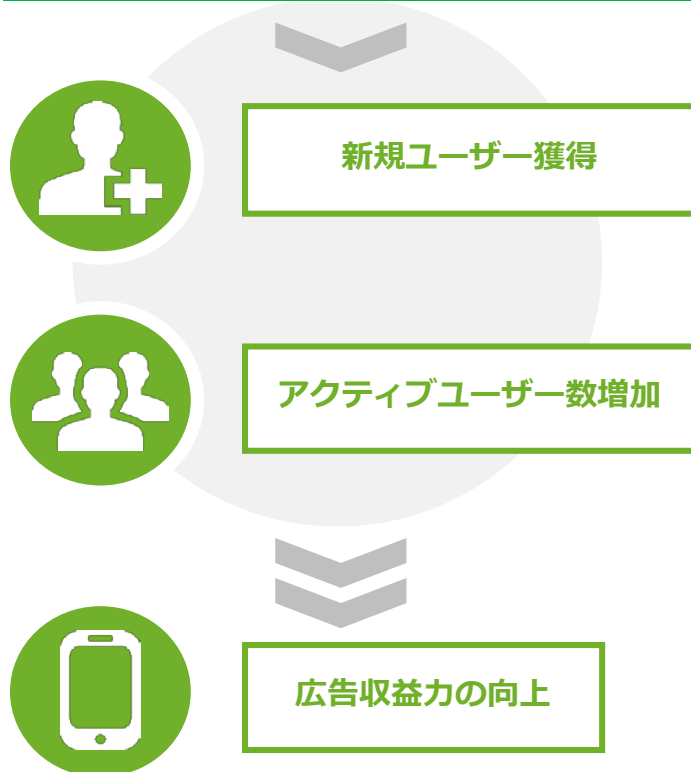 新規ユーザー獲得
アクティブユーザー数増加
広告収益力の向上